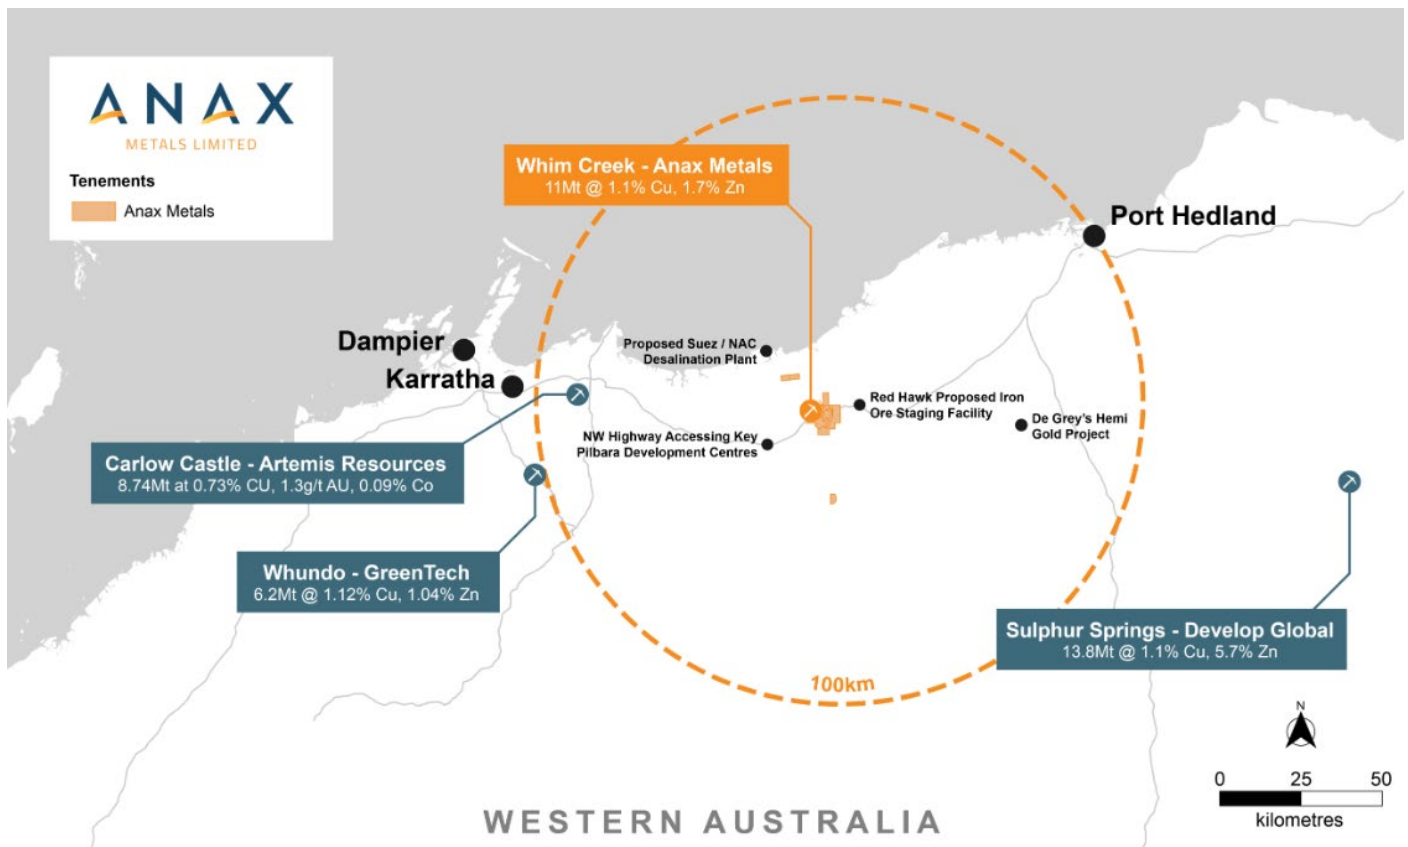 ANAX
METALS LIMITED
Tenements
Anax Metals
Whim Creek - Anax Metals
11Mt @ 1.1% Cu, 1.7% Zn
Port Hedland
Dampier
Karratha
Proposed Suez / NAC
Desalination Plant
Red Hawk Proposed Iron
Ore Staging Facility
De Grey's Hemi
Gold Project
NW Highway Accessing Key
Pilbara Development Centres
Carlow Castle - Artemis Resources
8.74Mt at 0.73% CU, 1.3g/t AU, 0.09% Co
Whundo - GreenTech
6.2Mt @ 1.12% Cu, 1.04% Zn
Sulphur Springs - Develop Global
13.8Mt @ 1.1% Cu, 5.7% Zn
100km
N
0 25 50
kilometres
WESTERN AUSTRALIA